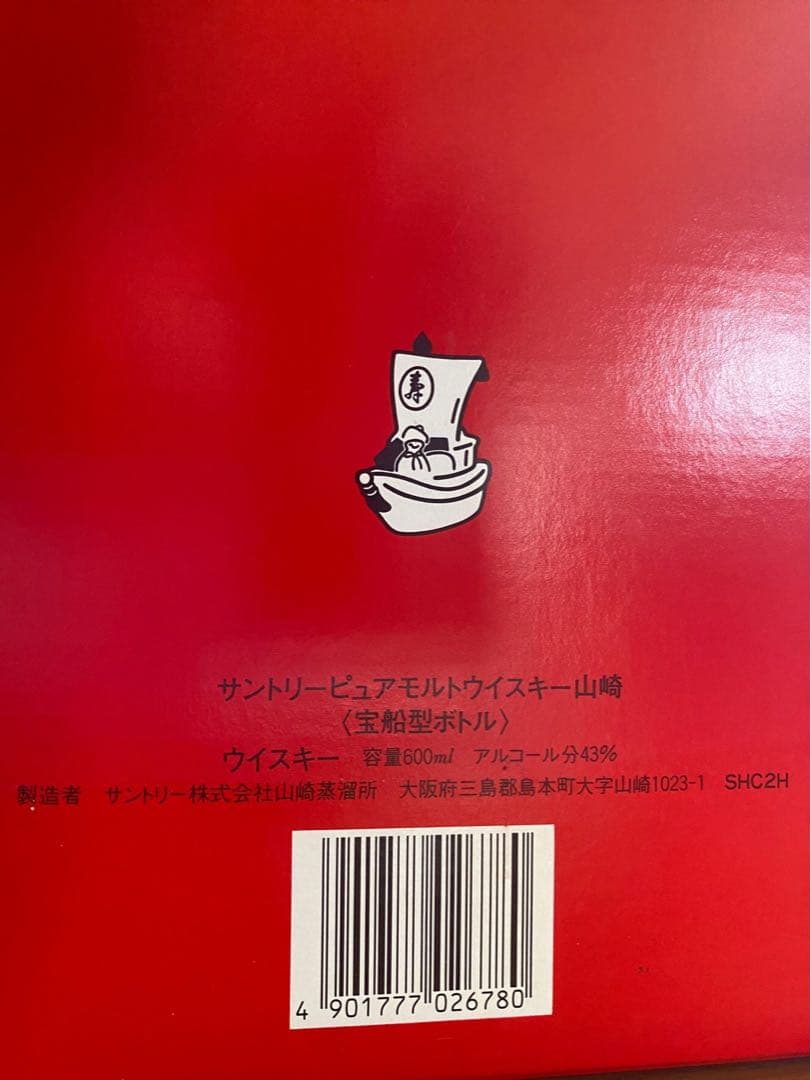 寿
サントリーピュアモルトウイスキー山崎
〈宝船型ボトル〉
ウイスキー 容量600ml アルコール分43%
製造者 サントリー株式会社山崎蒸溜所 大阪府三島郡島本町大字山崎1023-1 SHC2H
4 901777 026780